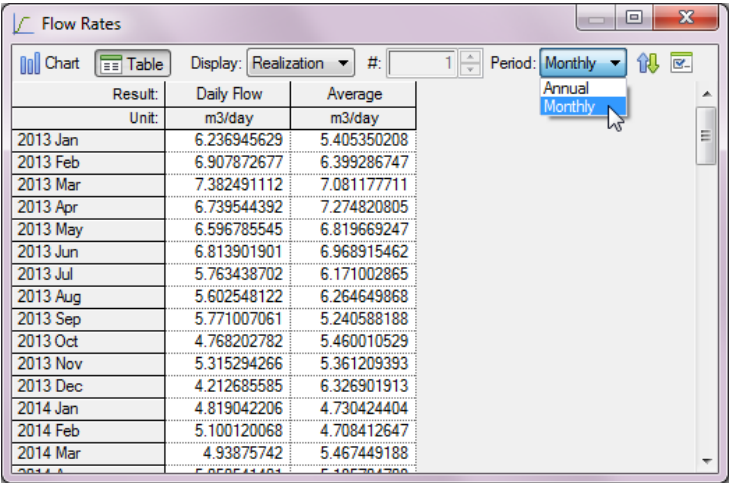 Flow Rates
Chart Table Display: Realization #: 1 Period: Monthly
Annual
Monthly
Result: Daily Flow Average
Unit: m3/day m3/day
2013 Jan 6.236945629 5.405350208
2013 Feb 6.907872677 6.399286747
2013 Mar 7.382491112 7.081177711
2013 Apr 6.739544392 7.274820805
2013 May 6.596785545 6.819669247
2013 Jun 6.813901901 6.968915462
2013 Jul 5.763438702 6.171002865
2013 Aug 5.602548122 6.264649868
2013 Sep 5.771007061 5.240588188
2013 Oct 4.768202782 5.460010529
2013 Nov 5.315294266 5.361209393
2013 Dec 4.212685585 6.326901913
2014 Jan 4.819042206 4.730424404
2014 Feb 5.100120068 4.708412647
2014 Mar 4.93875742 5.467449188